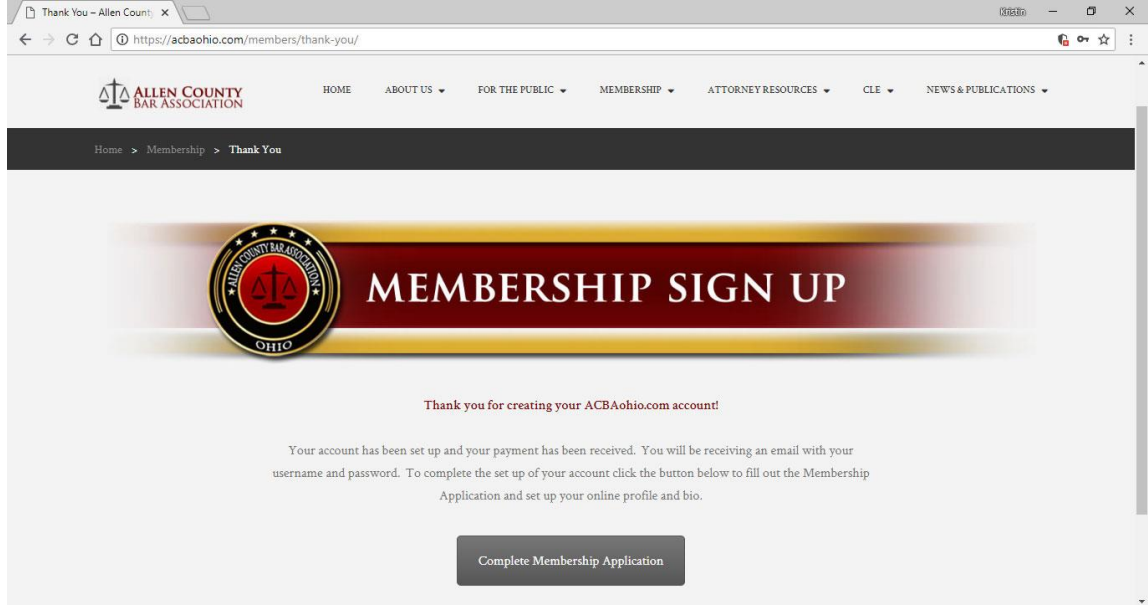 Thank You – Allen County
Kristin
https://acbaohio.com/members/thank-you/
ALLEN COUNTY
BAR ASSOCIATION
HOME ABOUT US FOR THE PUBLIC MEMBERSHIP ATTORNEY RESOURCES CLE NEWS & PUBLICATIONS
Home > Membership > Thank You
ALLEN COUNTY BAR ASSOCIATION
OHIO
MEMBERSHIP SIGN UP
Thank you for creating your ACBAohio.com account!
Your account has been set up and your payment has been received. You will be receiving an email with your
username and password. To complete the set up of your account click the button below to fill out the Membership
Application and set up your online profile and bio.
Complete Membership Application